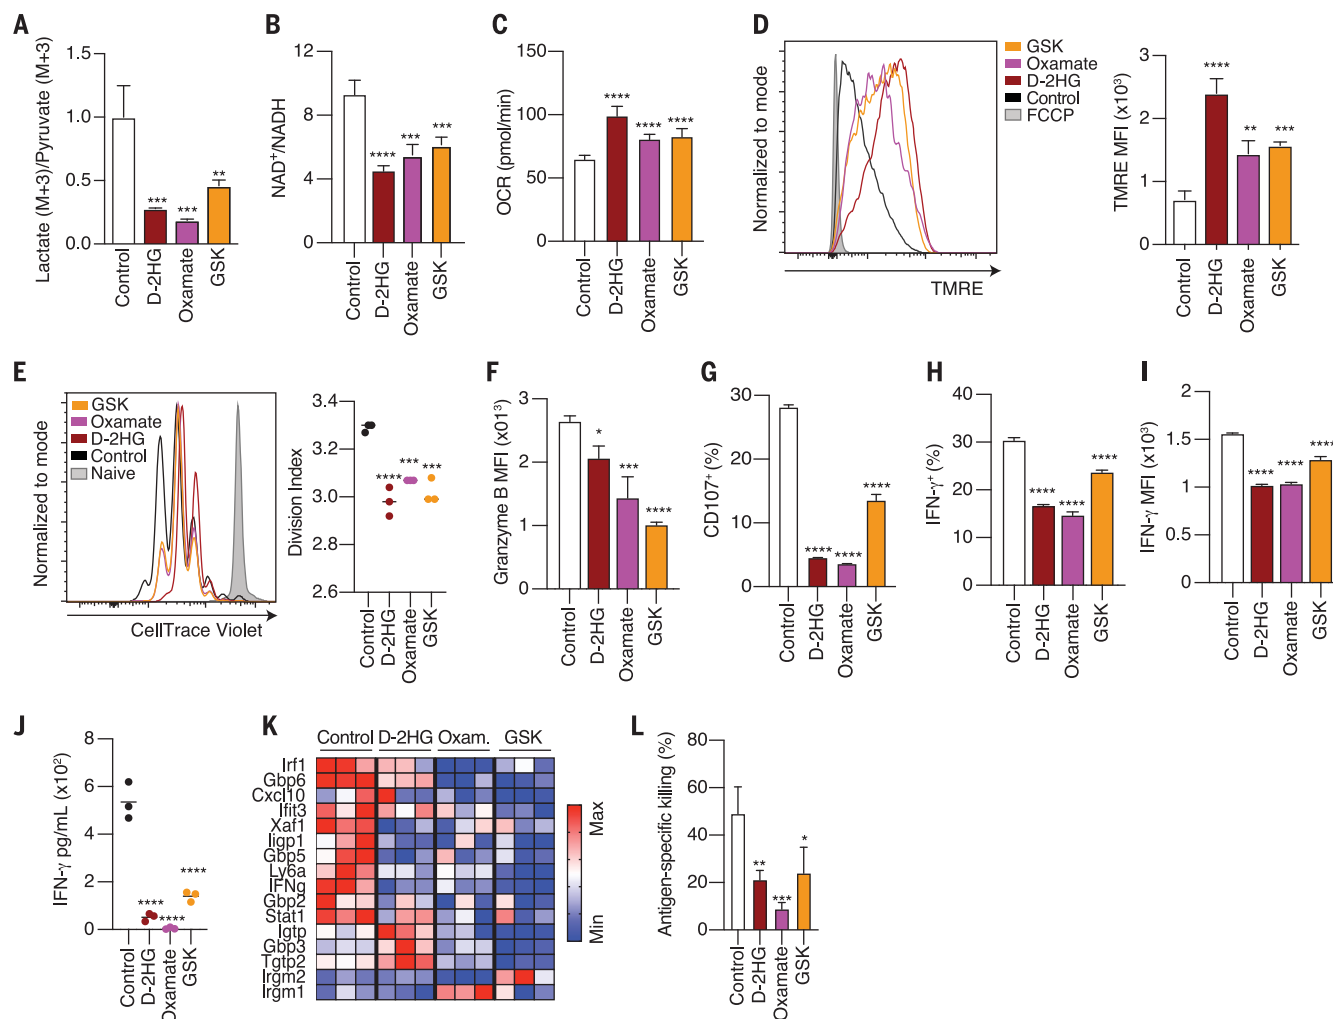 A
Lactate (M+3)/Pyruvate (M+3)
1.5
1.0
0.5
0.0
***
***
**
Control
D-2HG
Oxamate
GSK
B
NAD+/NADH
12
8
4
0
****
***
***
Control
D-2HG
Oxamate
GSK
C
OCR (pmol/min)
150
100
50
0
****
****
****
Control
D-2HG
Oxamate
GSK
D
Normalized to mode
TMRE
GSK
Oxamate
D-2HG
Control
FCCP
TMRE MFI (x10³)
3
2
1
0
****
**
***
Control
D-2HG
Oxamate
GSK
E
Normalized to mode
GSK
Oxamate
D-2HG
Control
Naive
CellTrace Violet
Division Index
3.4
3.2
3.0
2.8
2.6
****
***
***
Control
D-2HG
Oxamate
GSK
F
Granzyme B MFI (x01³)
3
2
1
0
*
***
****
Control
D-2HG
Oxamate
GSK
G
CD107+ (%)
30
20
10
0
****
****
****
Control
D-2HG
Oxamate
GSK
H
IFN-γ+ (%)
40
30
20
10
0
****
****
****
Control
D-2HG
Oxamate
GSK
I
IFN-γ MFI (x10³)
2
1.5
1
0.5
0
****
****
****
Control
D-2HG
Oxamate
GSK
J
IFN-γ pg/mL (x10²)
8
6
4
2
0
****
****
****
Control
D-2HG
Oxamate
GSK
K
Control D-2HG Oxam. GSK
Irf1
Gbp6
Cxcl10
Ifit3
Xaf1
Iigp1
Gbp5
Ly6a
IFNg
Gbp2
Stat1
Igtp
Gbp3
Tgtp2
Irgm2
Irgm1
Max
Min
L
Antigen-specific killing (%)
80
60
40
20
0
**
***
*
Control
D-2HG
Oxamate
GSK